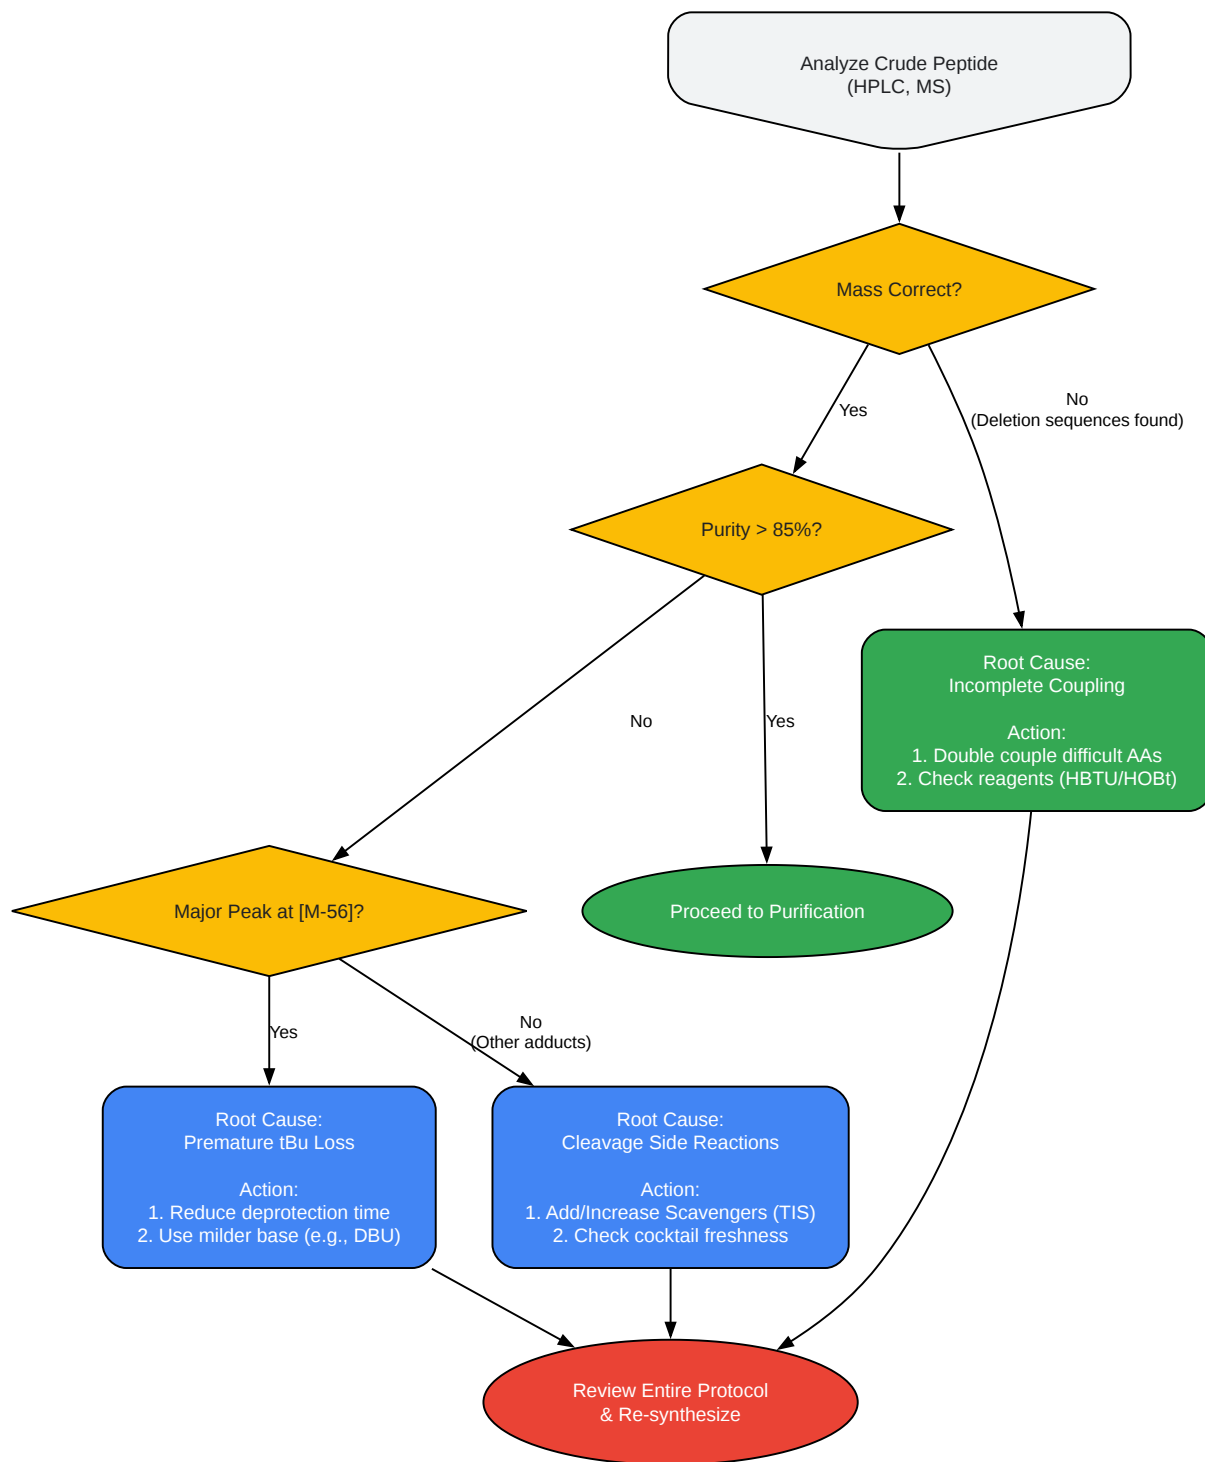 Analyze Crude Peptide
(HPLC, MS)
Mass Correct?
Yes
No
(Deletion sequences found)
Purity > 85%?
No
Yes
Root Cause:
Incomplete Coupling
Action:
1. Double couple difficult AAs
2. Check reagents (HBTU/HOBt)
Major Peak at [M-56]?
Proceed to Purification
Yes
No
(Other adducts)
Root Cause:
Premature tBu Loss
Action:
1. Reduce deprotection time
2. Use milder base (e.g., DBU)
Root Cause:
Cleavage Side Reactions
Action:
1. Add/Increase Scavengers (TIS)
2. Check cocktail freshness
Review Entire Protocol
& Re-synthesize